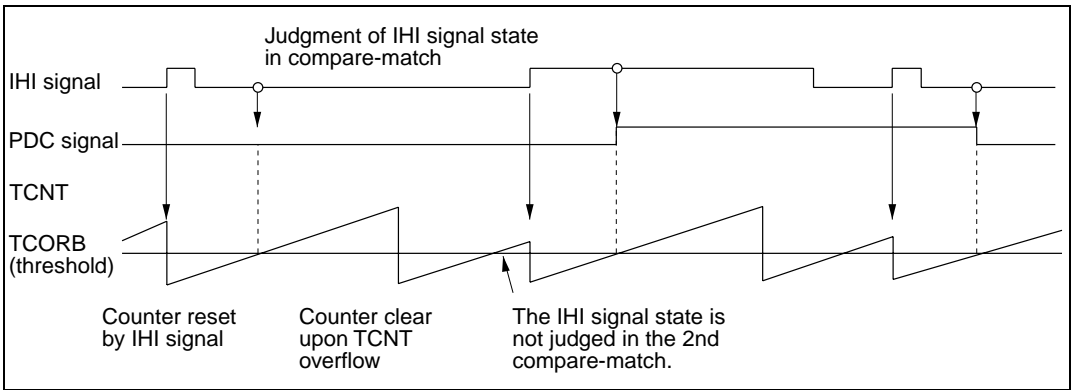 Judgment of IHI signal state
in compare-match
IHI signal
PDC signal
TCNT
TCORB
(threshold)
Counter reset
by IHI signal
Counter clear
upon TCNT
overflow
The IHI signal state is
not judged in the 2nd
compare-match.